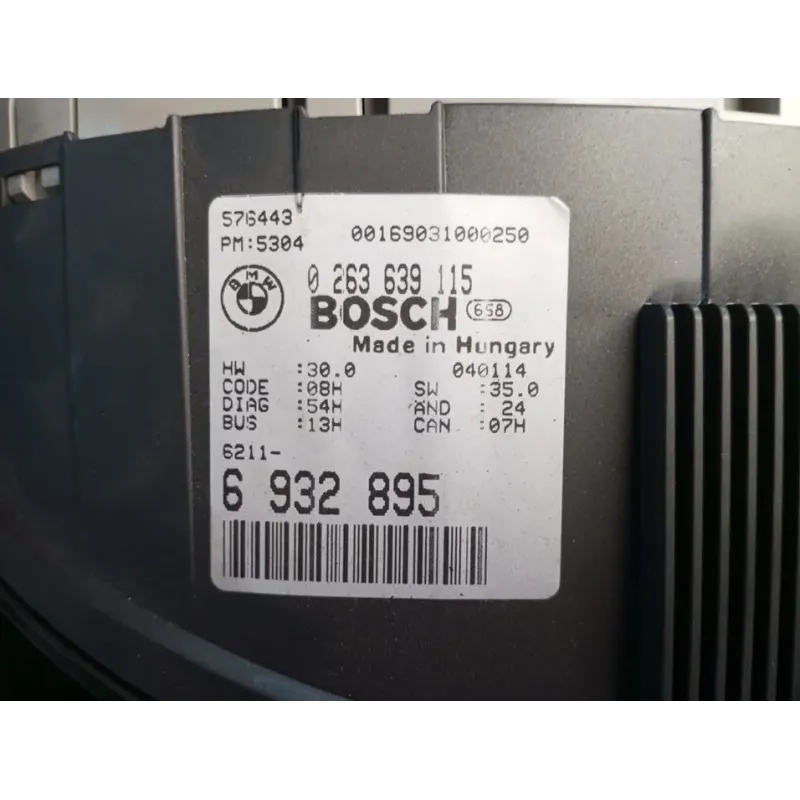 576443
PM:5304 00169031000250
BMW 0 263 639 115
BOSCH 658
Made in Hungary
HW :30.0 040114
CODE :08H SW :35.0
DIAG :54H AND : 24
BUS :13H CAN :07H
6211-
6 932 895